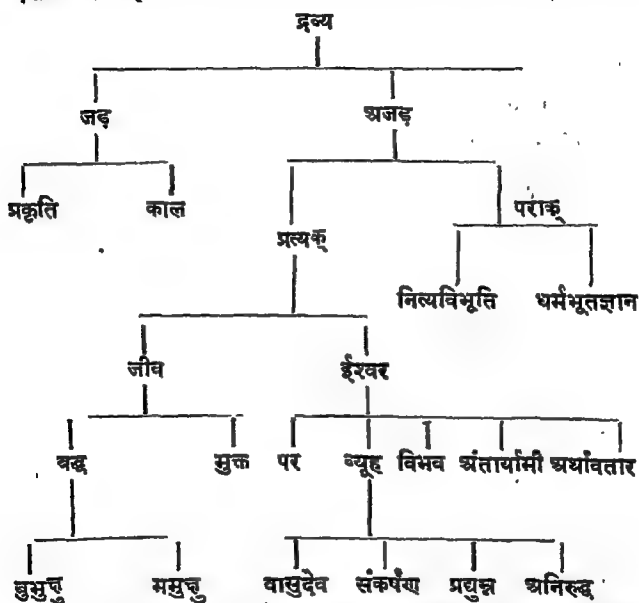 द्रव्य
जड़ अजड़
प्रकृति काल प्रत्यक् पराक्
नित्यविभूति धर्मभूतज्ञान
जीव ईश्वर
बद्ध मुक्त पर व्यूह विभव अंतार्यामी अर्थावतार
बुभुक्षु ममुक्षु वासुदेव संकर्षण प्रद्युम्न अनिरुद्ध